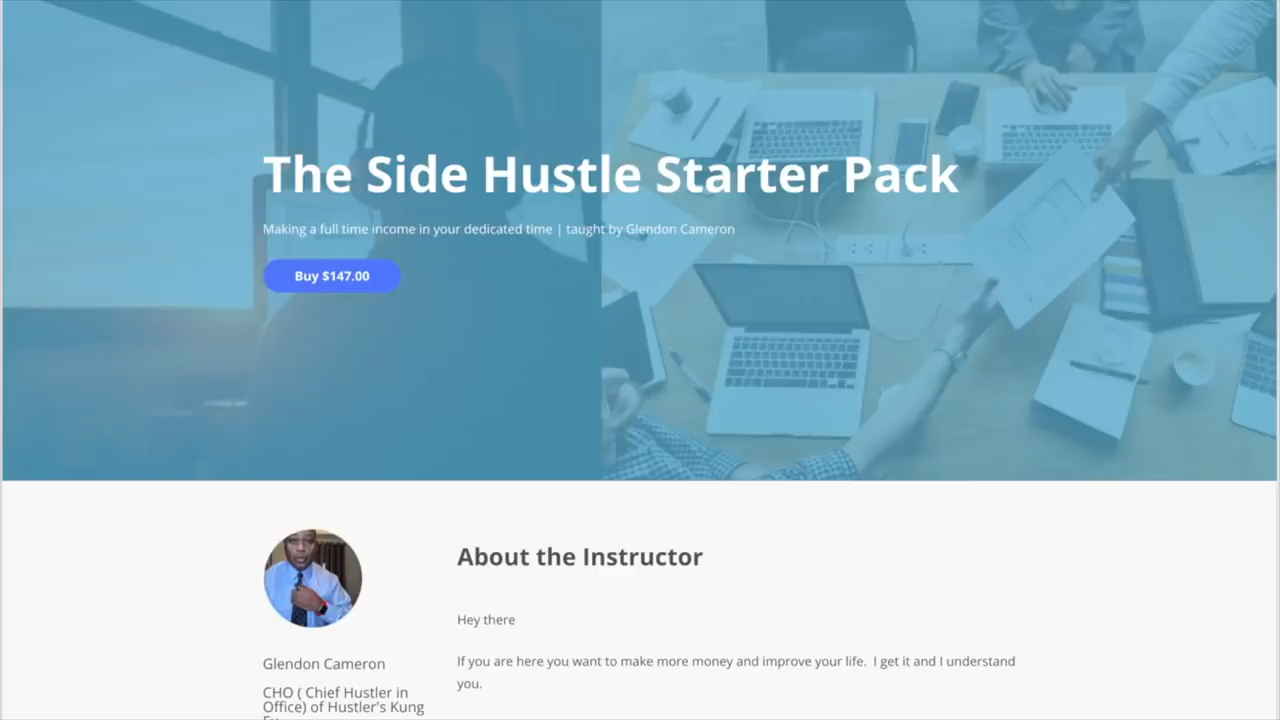 The Side Hustle Starter Pack
Making a full time income in your dedicated time | taught by Glendon Cameron
Buy $147.00
About the Instructor
Hey there
If you are here you want to make more money and improve your life.  I get it and I understand
you.
Glendon Cameron
CHO ( Chief Hustler in
Office) of Hustler's Kung